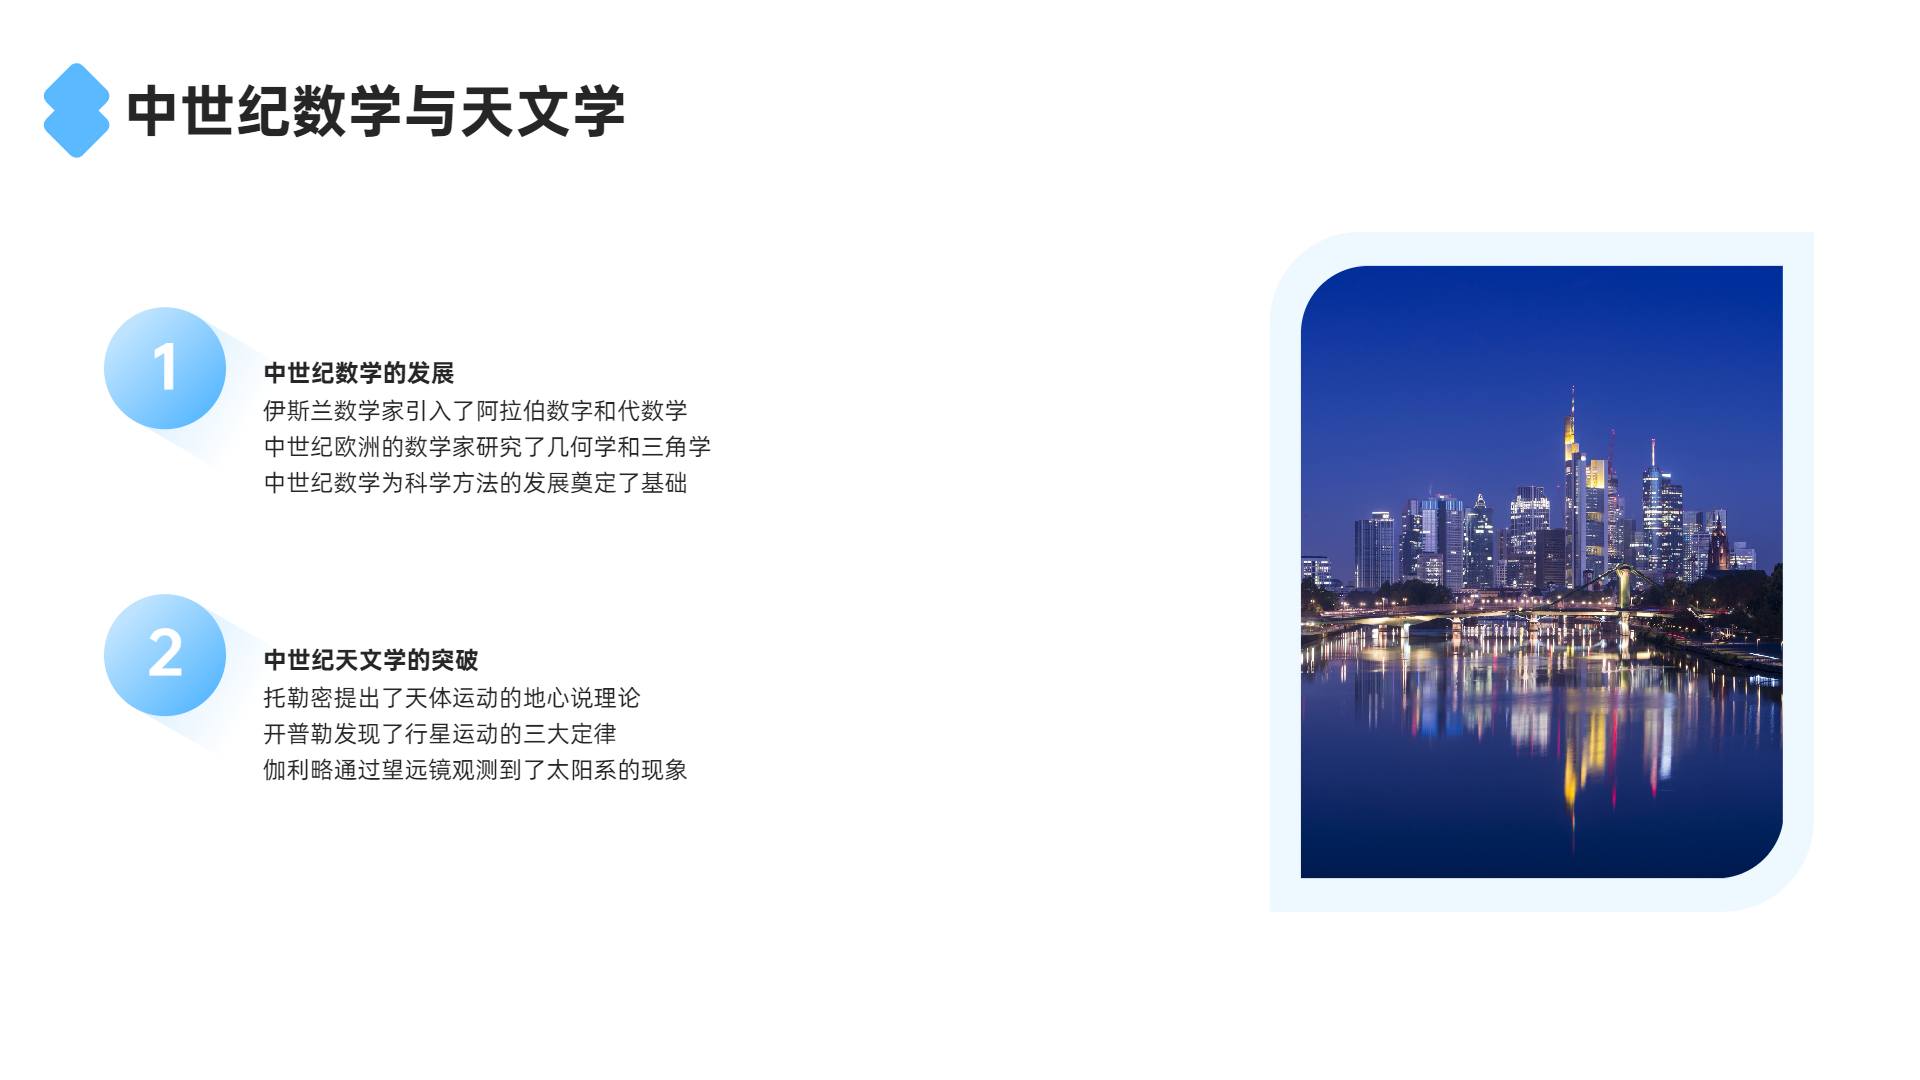 中世纪数学与天文学
1
中世纪数学的发展
伊斯兰数学家引入了阿拉伯数字和代数学
中世纪欧洲的数学家研究了几何学和三角学
中世纪数学为科学方法的发展奠定了基础
2
中世纪天文学的突破
托勒密提出了天体运动的地心说理论
开普勒发现了行星运动的三大定律
伽利略通过望远镜观测到了太阳系的现象